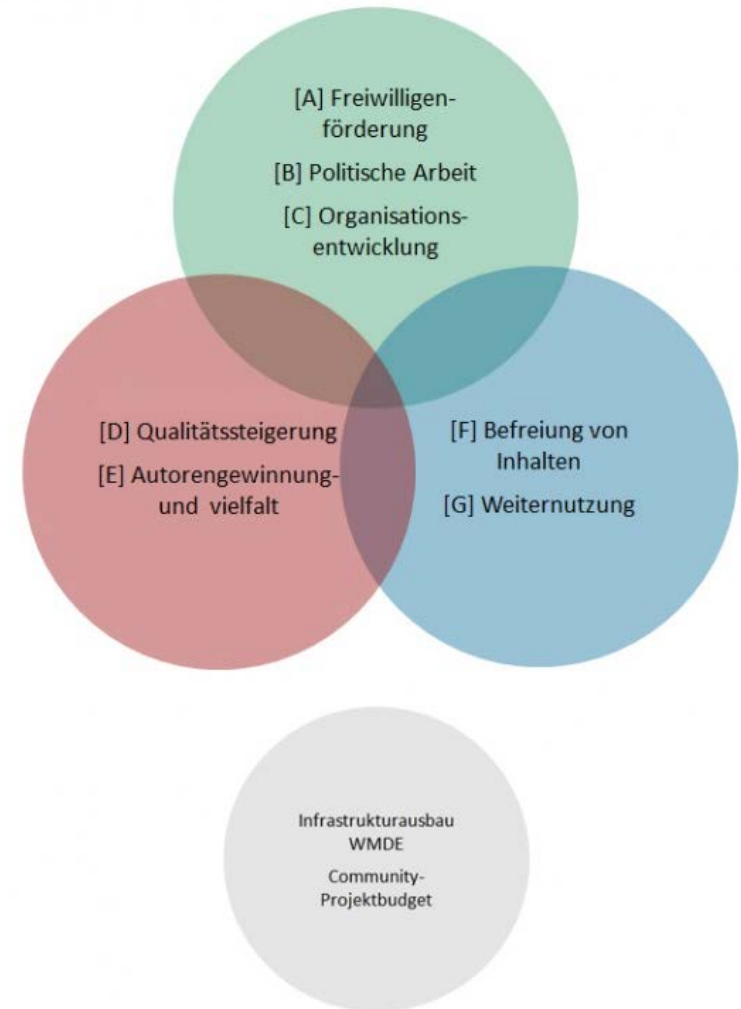 [A] Freiwilligen-
förderung
[B] Politische Arbeit
[C] Organisations-
entwicklung
[D] Qualitätssteigerung
[E] Autorengewinnung-
und vielfalt
[F] Befreiung von
Inhalten
[G] Weiternutzung
Infrastrukturausbau
WMDE
Community-
Projektbudget